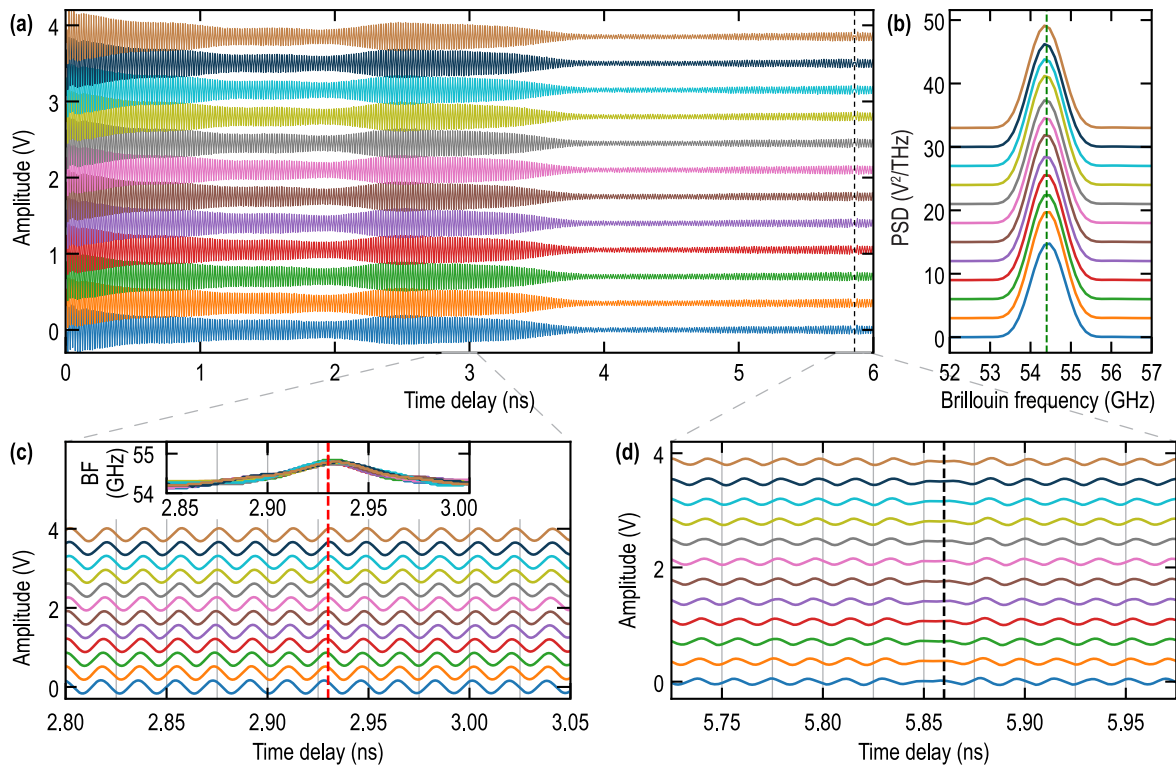 (a)
Amplitude (V)
4
3
2
1
0
0 1 2 3 4 5 6
Time delay (ns)
(b)
PSD (V²/THz)
50
40
30
20
10
0
52 53 54 55 56 57
Brillouin frequency (GHz)
(c)
BF
(GHz)
55
54
2.85 2.90 2.95 3.00
Amplitude (V)
4
2
0
2.80 2.85 2.90 2.95 3.00 3.05
Time delay (ns)
(d)
Amplitude (V)
4
2
0
5.75 5.80 5.85 5.90 5.95
Time delay (ns)